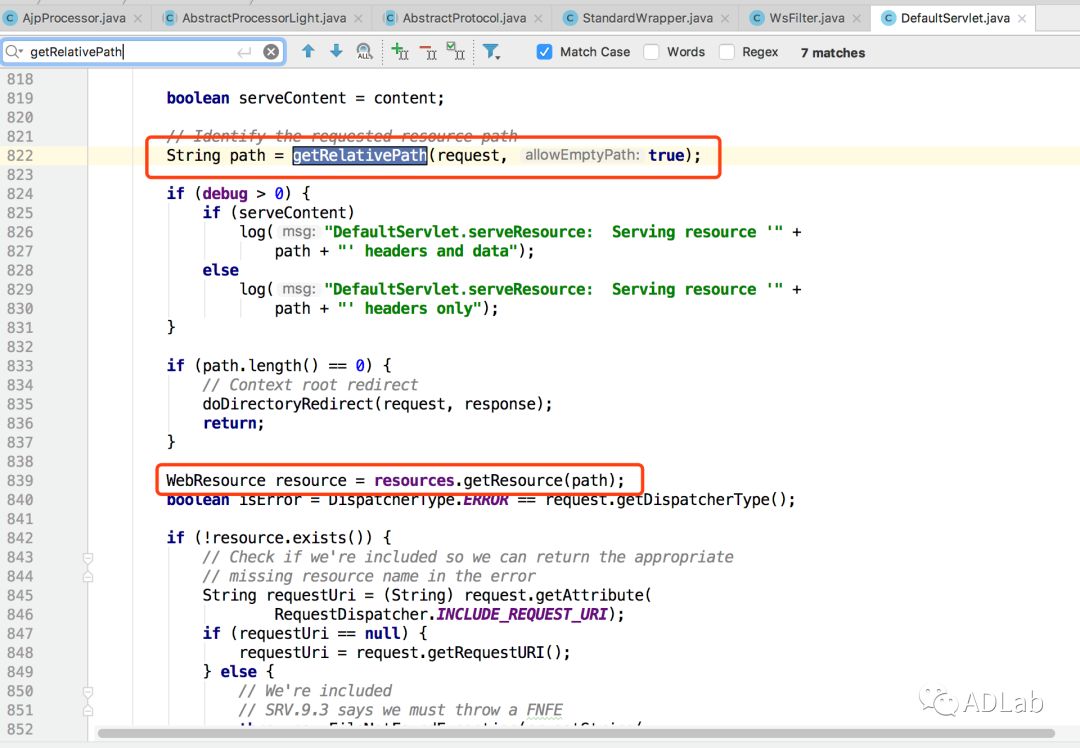 AjpProcessor.java AbstractProcessorLight.java AbstractProtocol.java StandardWrapper.java WsFilter.java DefaultServlet.java
getRelativePath Match Case Words Regex 7 matches
818
819 boolean serveContent = content;
820
821 // Identify the requested resource path
822 String path = getRelativePath(request, allowEmptyPath: true);
823
824 if (debug > 0) {
825 if (serveContent)
826 log( msg: "DefaultServlet.serveResource:  Serving resource '" +
827 path + "' headers and data");
828 else
829 log( msg: "DefaultServlet.serveResource:  Serving resource '" +
830 path + "' headers only");
831 }
832
833 if (path.length() == 0) {
834 // Context root redirect
835 doDirectoryRedirect(request, response);
836 return;
837 }
838
839 WebResource resource = resources.getResource(path);
840 boolean isError = DispatcherType.ERROR == request.getDispatcherType();
841
842 if (!resource.exists()) {
843 // Check if we're included so we can return the appropriate
844 // missing resource name in the error
845 String requestUri = (String) request.getAttribute(
846 RequestDispatcher.INCLUDE_REQUEST_URI);
847 if (requestUri == null) {
848 requestUri = request.getRequestURI();
849 } else {
850 // We're included
851 // SRV.9.3 says we must throw a FNFE
852
ADLab